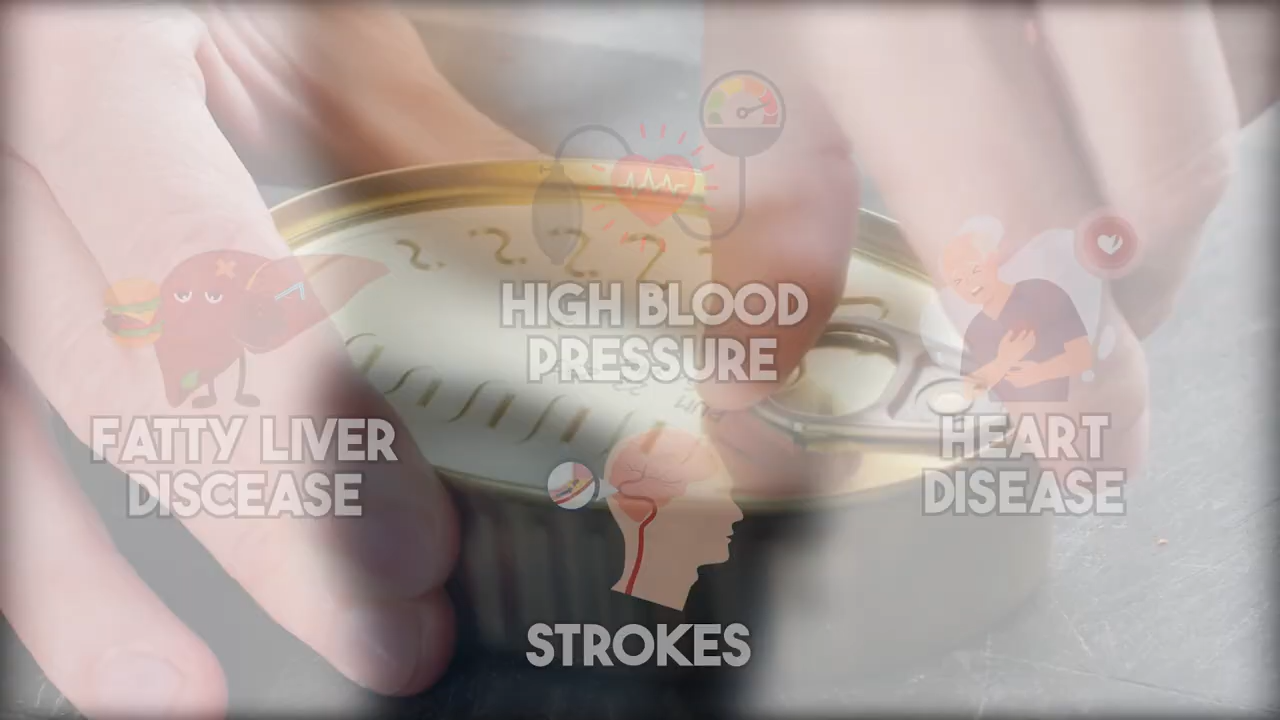 HIGH BLOOD
PRESSURE
FATTY LIVER
DISCEASE
HEART
DISEASE
STROKES